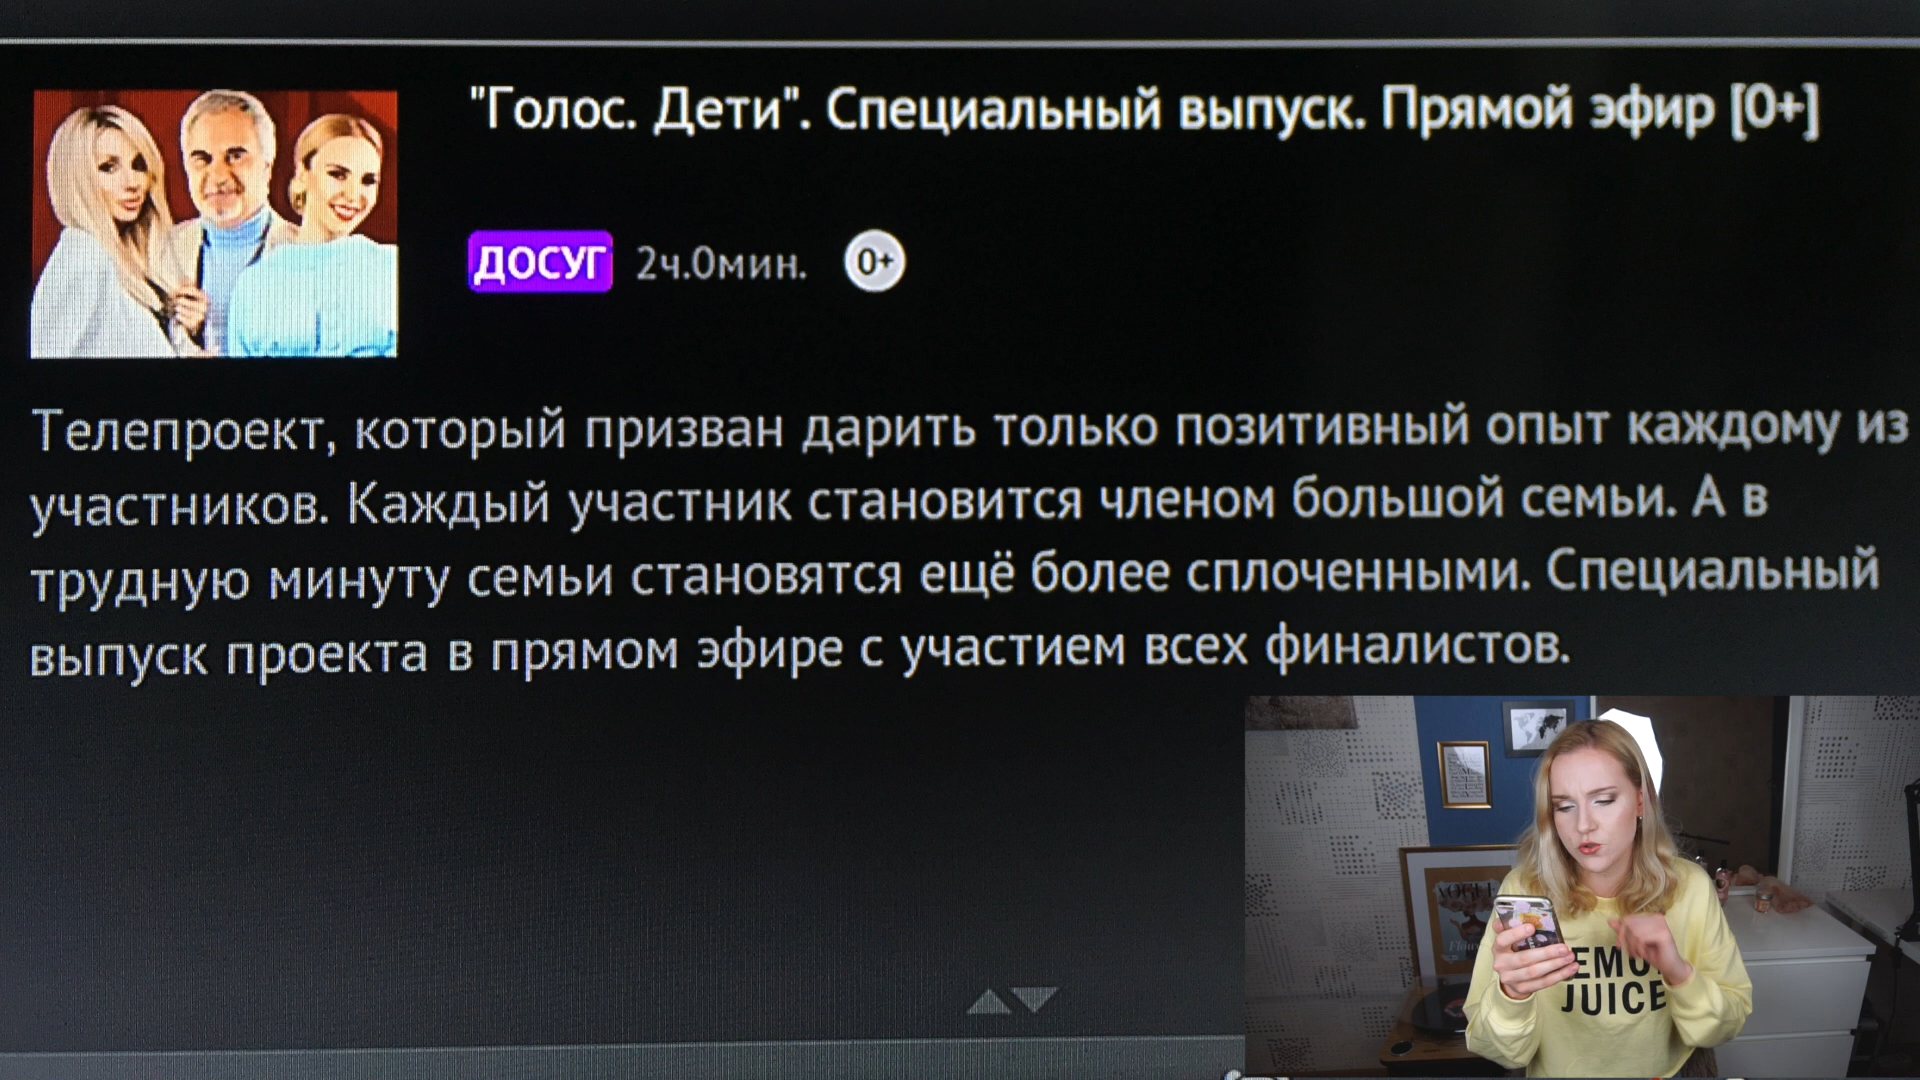 "Голос. Дети". Специальный выпуск. Прямой эфир [0+]
ДОСУГ 2ч.0мин. 0+
Телепроект, который призван дарить только позитивный опыт каждому из
участников. Каждый участник становится членом большой семьи. А в
трудную минуту семьи становятся ещё более сплоченными. Специальный
выпуск проекта в прямом эфире с участием всех финалистов.
VOGUE
EMO
JUICE